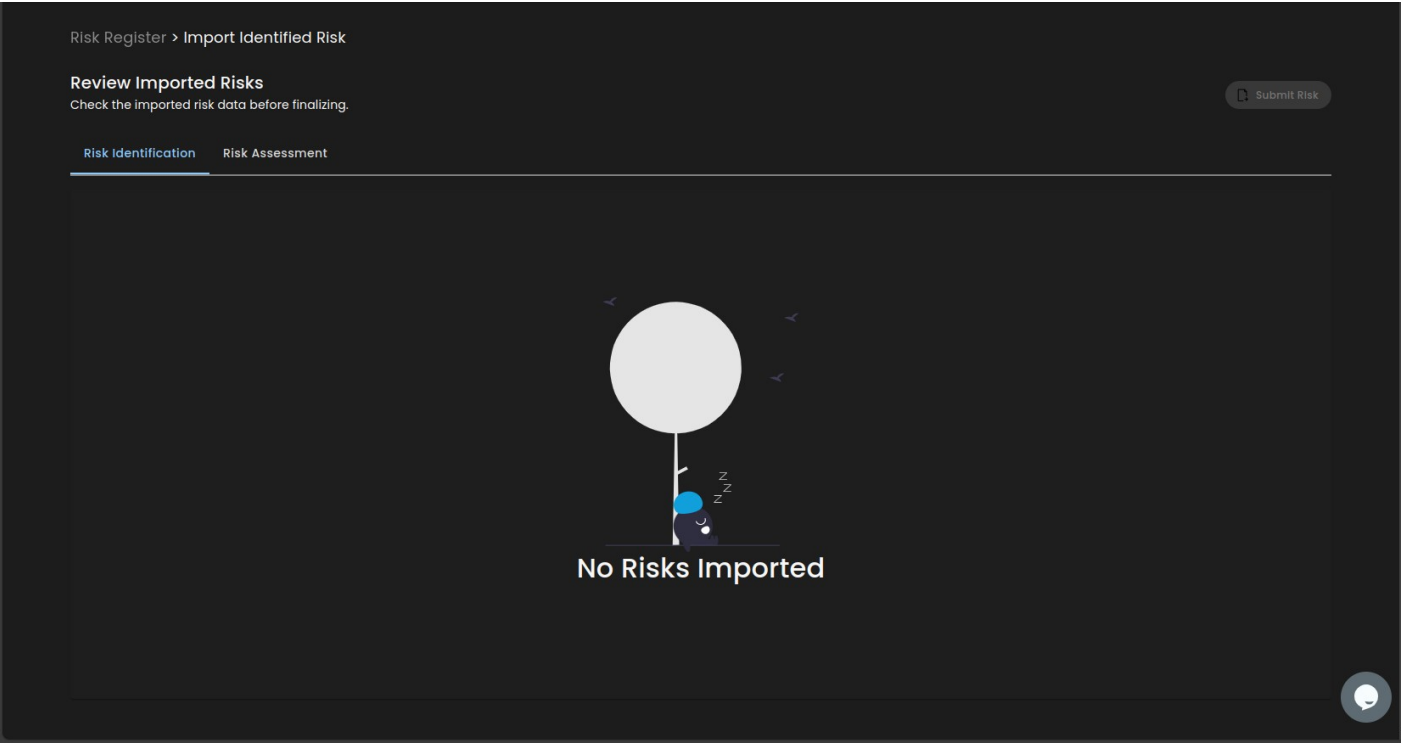 Risk Register > Import Identified Risk
Review Imported Risks
Check the imported risk data before finalizing.
Submit Risk
Risk Identification
Risk Assessment
z
z
z
No Risks Imported